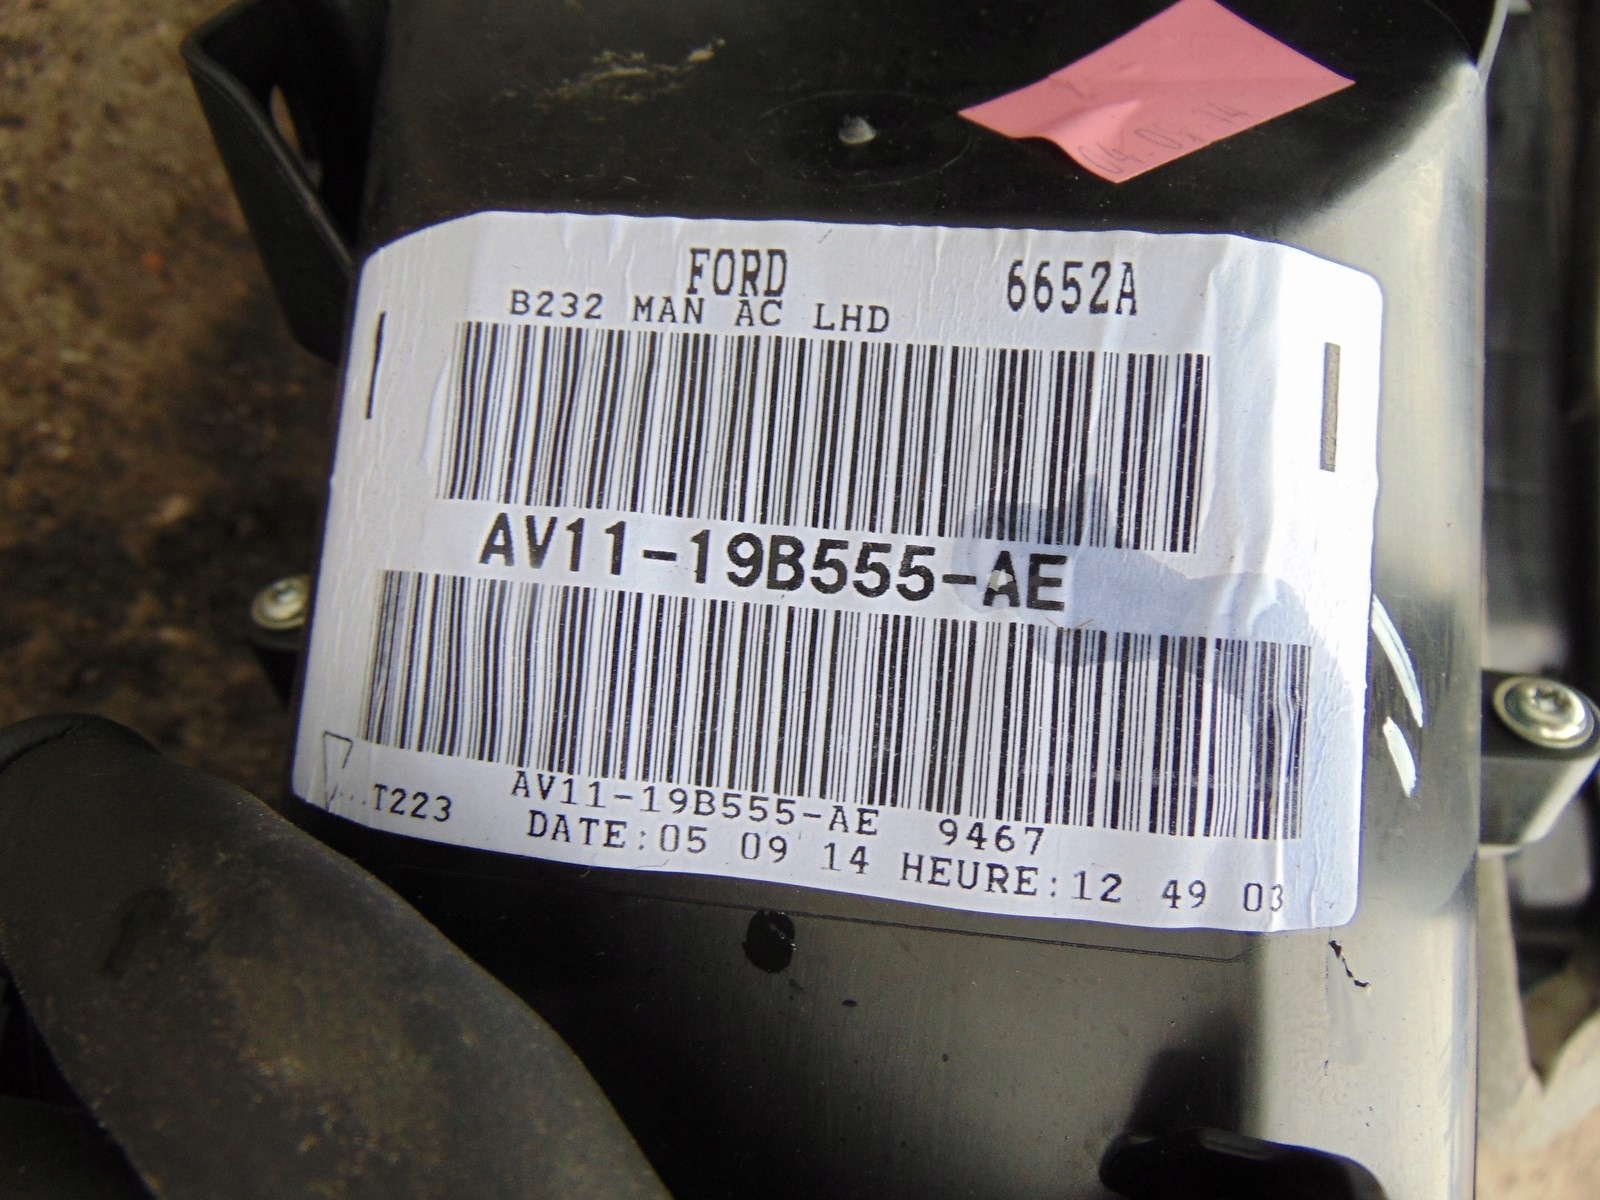 FORD 6652A
B232 MAN AC LHD
AV11-19B555-AE
AV11-19B555-AE 9467
T223
DATE:05 09 14 HEURE:12 49 03